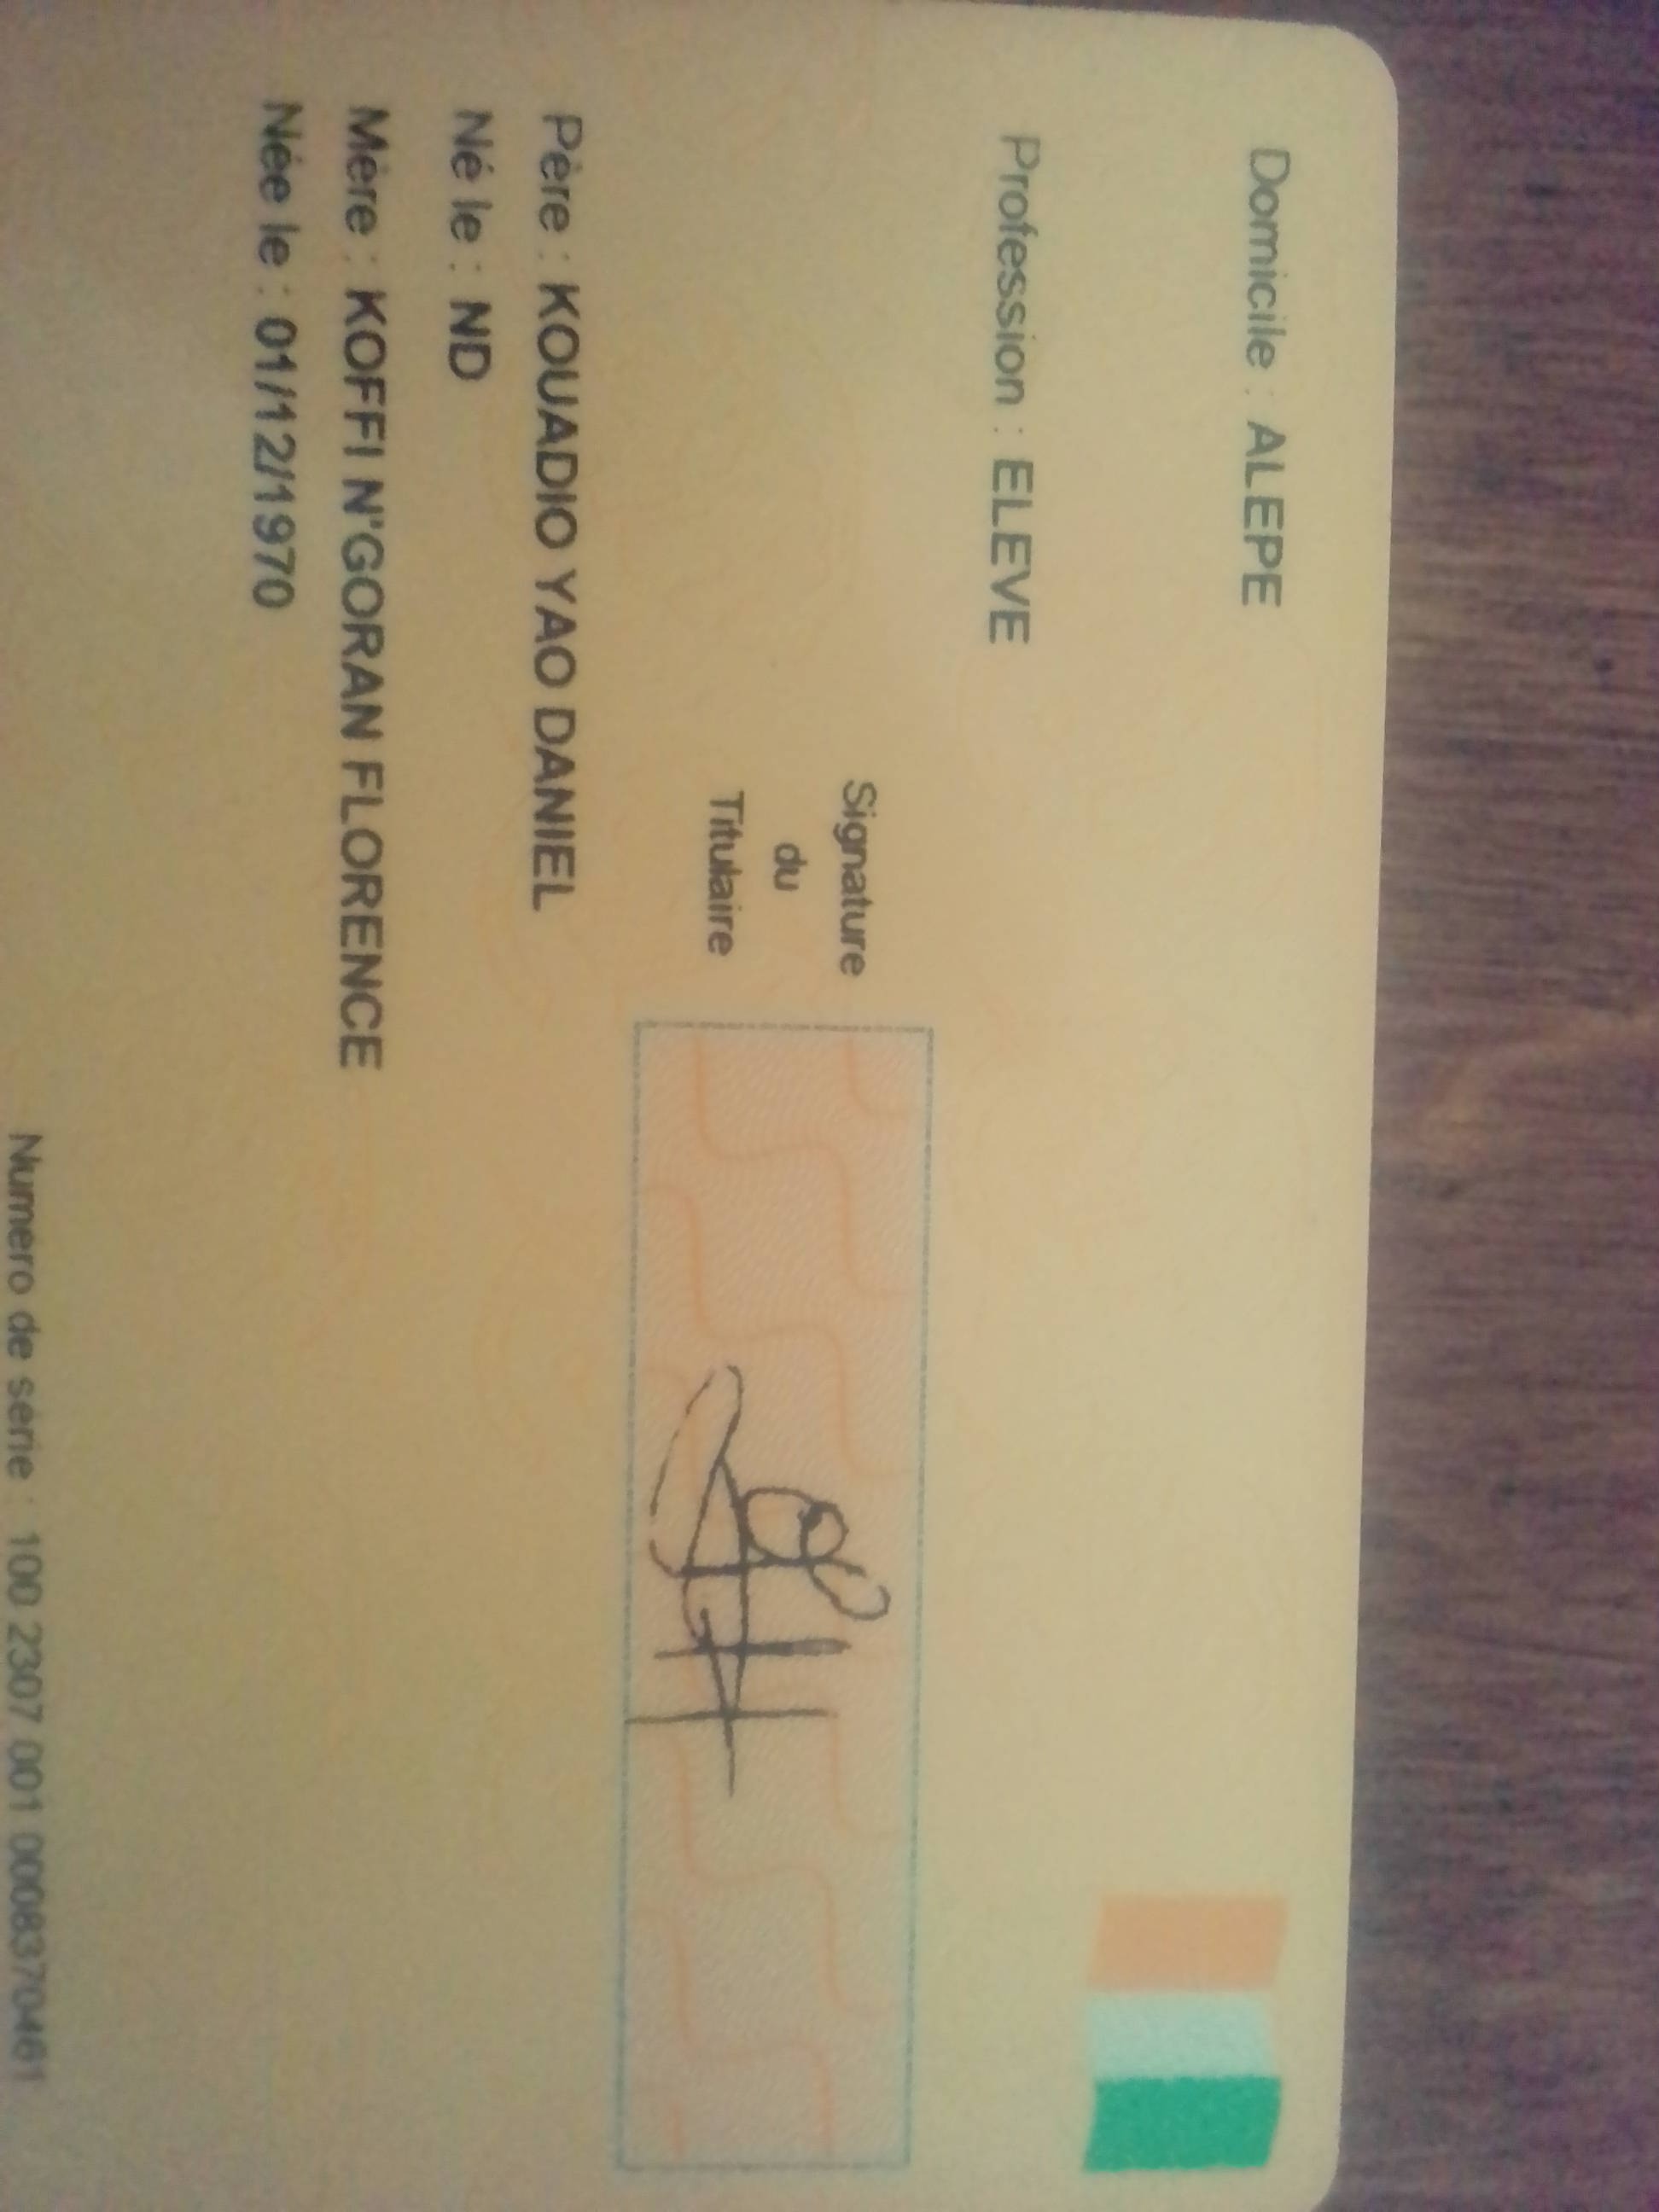 Domicile : ALEPE
Profession : ELEVE
Signature
du
Titulaire
Père : KOUADIO YAO DANIEL
Né le : ND
Mère : KOFFI N'GORAN FLORENCE
Née le : 01/12/1970
Numero de serie : 100 2307 001 0008370461